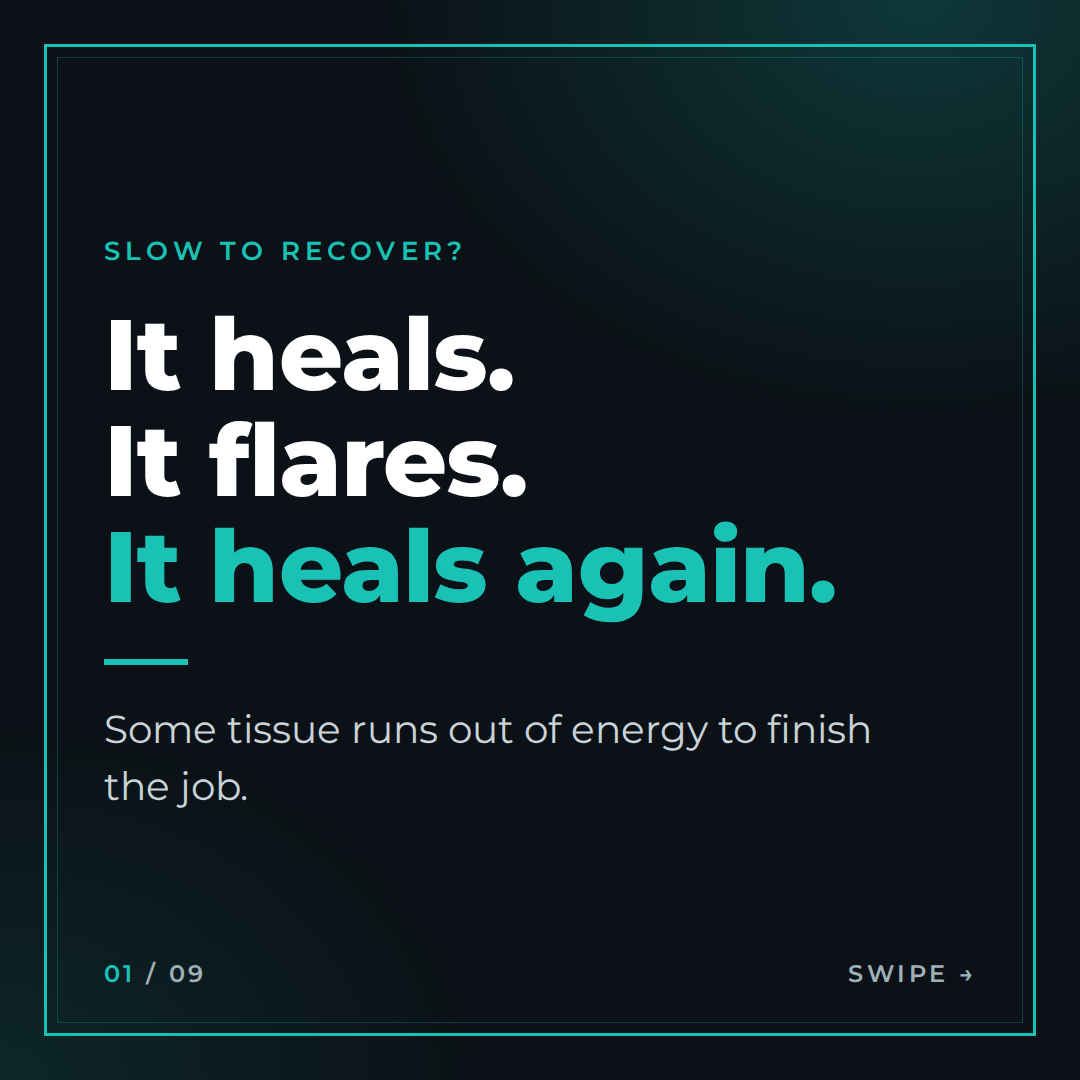 SLOW TO RECOVER?
It heals.
It flares.
It heals again.
Some tissue runs out of energy to finish
the job.
01 / 09
SWIPE →